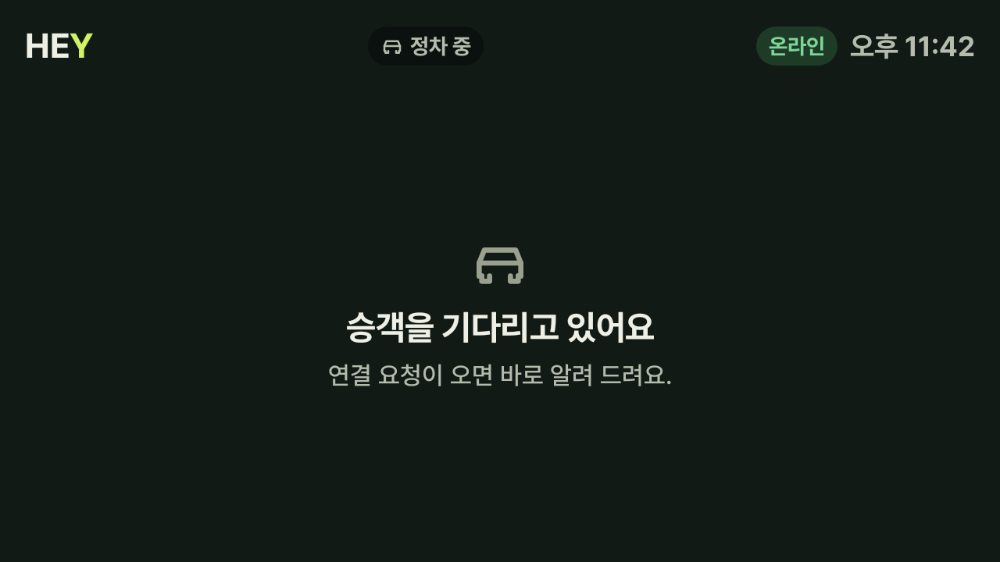 HEY
정차 중
온라인
오후 11:42
승객을 기다리고 있어요
연결 요청이 오면 바로 알려 드려요.